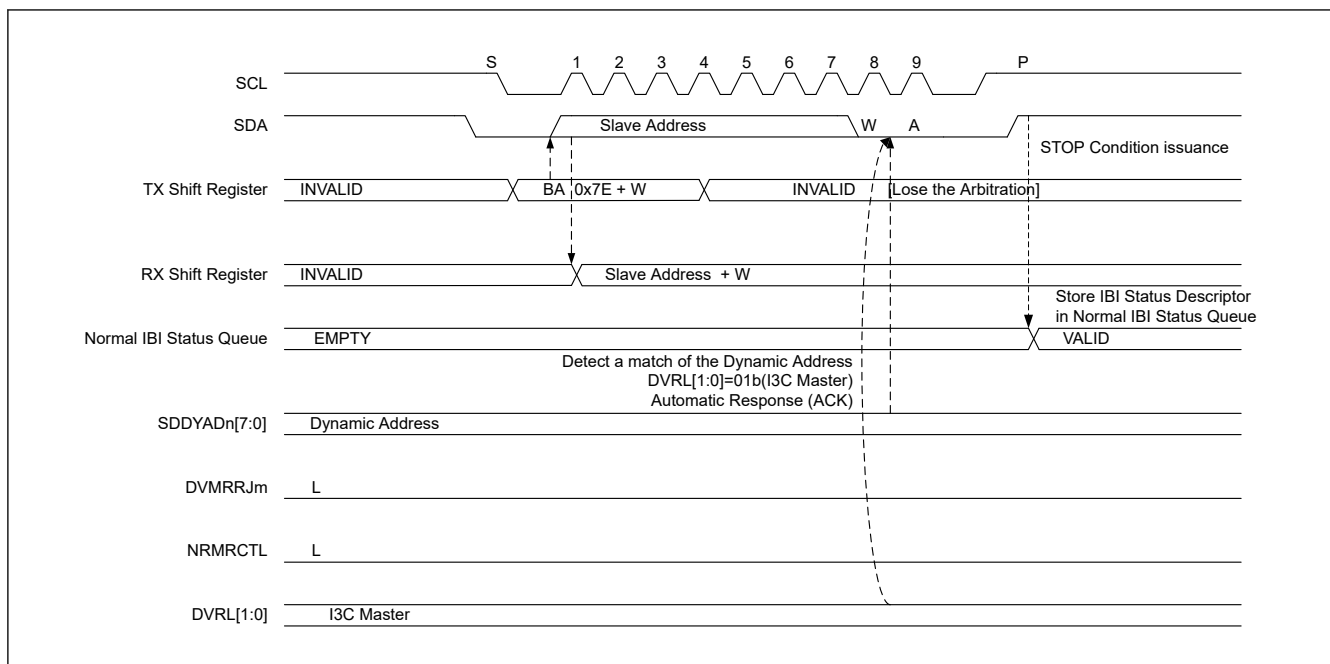 S 1 2 3 4 5 6 7 8 9 P
SCL
SDA Slave Address W A
STOP Condition issuance
TX Shift Register INVALID BA 0x7E + W INVALID [Lose the Arbitration]
RX Shift Register INVALID Slave Address + W
Store IBI Status Descriptor
in Normal IBI Status Queue
Normal IBI Status Queue EMPTY VALID
Detect a match of the Dynamic Address
DVRL[1:0]=01b(I3C Master)
Automatic Response (ACK)
SDDYADn[7:0] Dynamic Address
DVMRRJm L
NRMRCTL L
DVRL[1:0] I3C Master